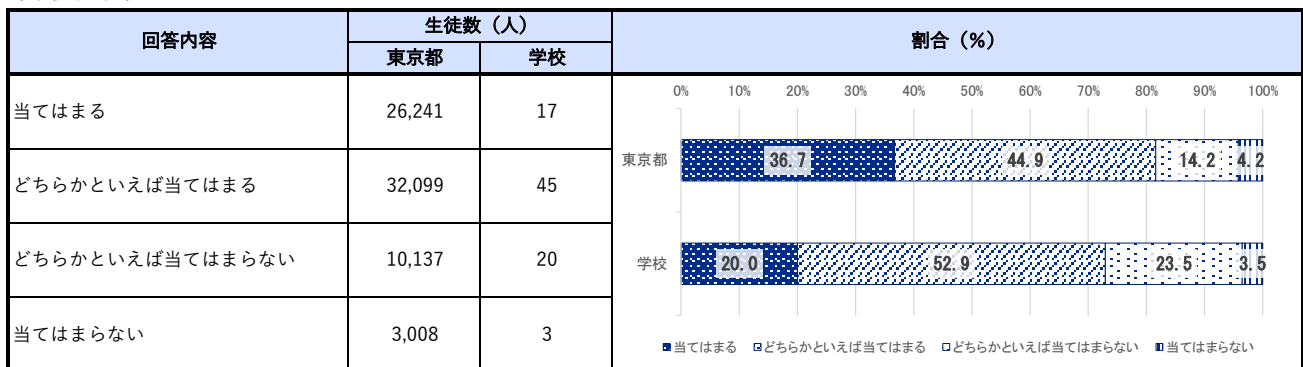 回答内容 生徒数（人） 割合（%）
東京都 学校
当てはまる 26,241 17
どちらかといえば当てはまる 32,099 45
どちらかといえば当てはまらない 10,137 20
当てはまらない 3,008 3
0% 10% 20% 30% 40% 50% 60% 70% 80% 90% 100%
東京都 36.7 44.9 14.2 4.2
学校 20.0 52.9 23.5 3.5
当てはまる どちらかといえば当てはまる どちらかといえば当てはまらない 当てはまらない